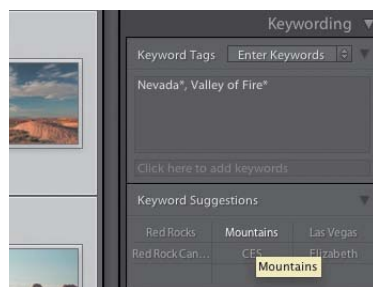 Keywording
Keyword Tags Enter Keywords
Nevada*, Valley of Fire*
Click here to add keywords
Keyword Suggestions
Red Rocks Mountains Las Vegas
Red Rock Can... CES Elizabeth
Mountains